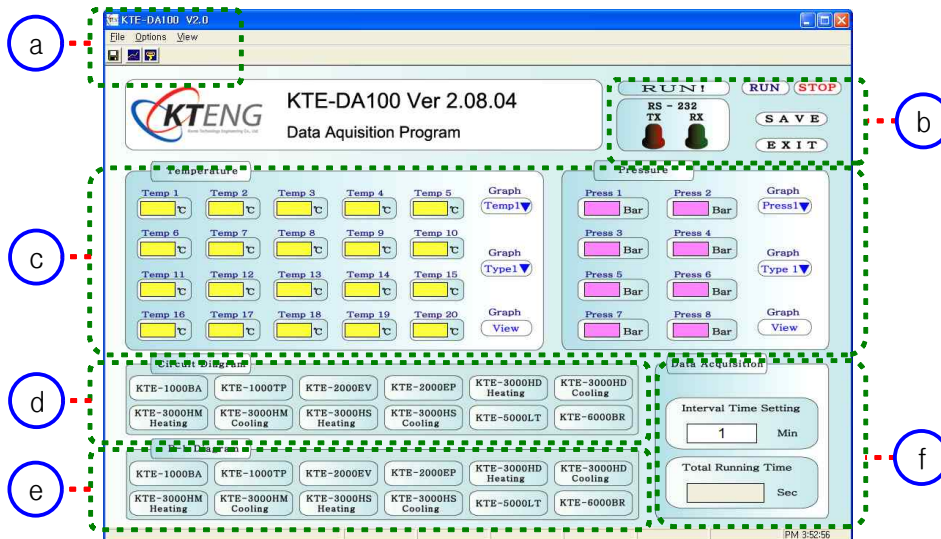 KTE-DA100 V2.0
File Options View
a
KTENG
KTE-DA100 Ver 2.08.04
Data Aquisition Program
RUN!
RUN STOP
RS - 232
TX RX
SAVE
EXIT
b
Temperature
Temp 1 Temp 2 Temp 3 Temp 4 Temp 5 Graph
℃ ℃ ℃ ℃ ℃ Temp1▼
Temp 6 Temp 7 Temp 8 Temp 9 Temp 10 Graph
℃ ℃ ℃ ℃ ℃ Type1▼
Temp 11 Temp 12 Temp 13 Temp 14 Temp 15
℃ ℃ ℃ ℃ ℃
Temp 16 Temp 17 Temp 18 Temp 19 Temp 20 Graph
℃ ℃ ℃ ℃ ℃ View
c
Pressure
Press 1 Press 2 Graph
Bar Bar Press1▼
Press 3 Press 4 Graph
Bar Bar Type 1▼
Press 5 Press 6
Bar Bar
Press 7 Press 8 Graph
Bar Bar View
d
Circuit Diagram
KTE-1000BA KTE-1000TP KTE-2000EV KTE-2000EP KTE-3000HD Heating KTE-3000HD Cooling
KTE-3000HM Heating KTE-3000HM Cooling KTE-3000HS Heating KTE-3000HS Cooling KTE-5000LT KTE-6000BR
e
Diagram
KTE-1000BA KTE-1000TP KTE-2000EV KTE-2000EP KTE-3000HD Heating KTE-3000HD Cooling
KTE-3000HM Heating KTE-3000HM Cooling KTE-3000HS Heating KTE-3000HS Cooling KTE-5000LT KTE-6000BR
Data Acquisition
Interval Time Setting
1 Min
Total Running Time
Sec
f
PM 3:52:56